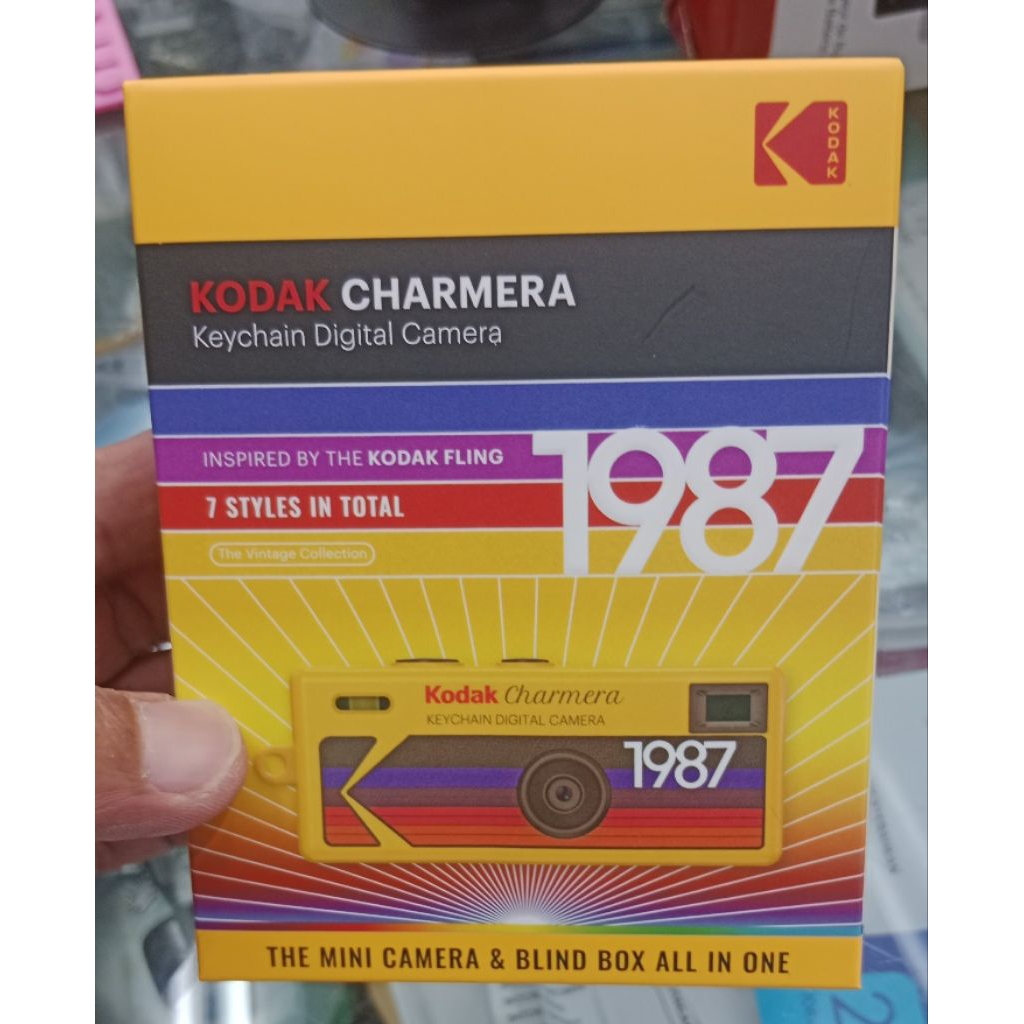 KODAK
KODAK CHARMERA
Keychain Digital Camera
INSPIRED BY THE KODAK FLING
1987
7 STYLES IN TOTAL
The Vintage Collection
Kodak Charmera
KEYCHAIN DIGITAL CAMERA
1987
THE MINI CAMERA & BLIND BOX ALL IN ONE
2